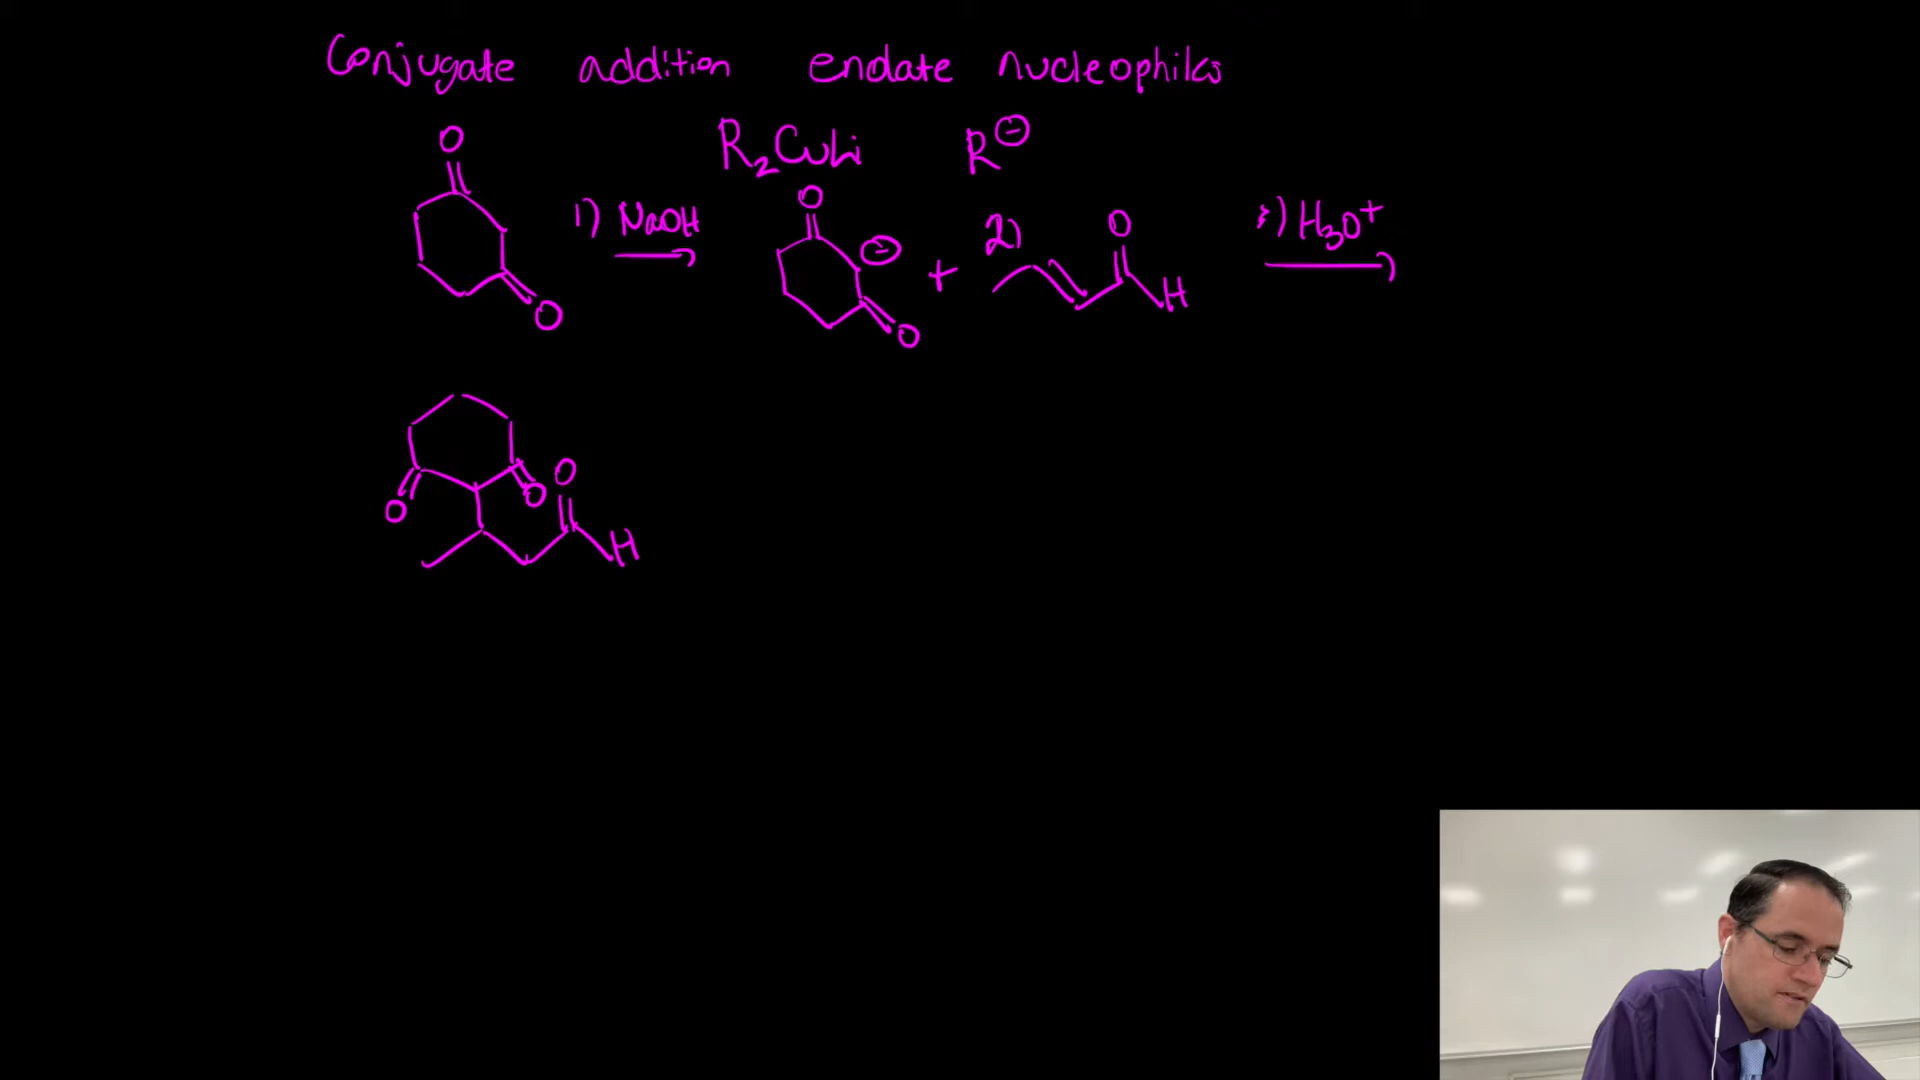 Conjugate addition enolate nucleophiles
R₂CuLi R⊖
O
1) NaOH
O
O
⊖
O
+
2)
O
H
3) H₃O⁺
O
O
O
H